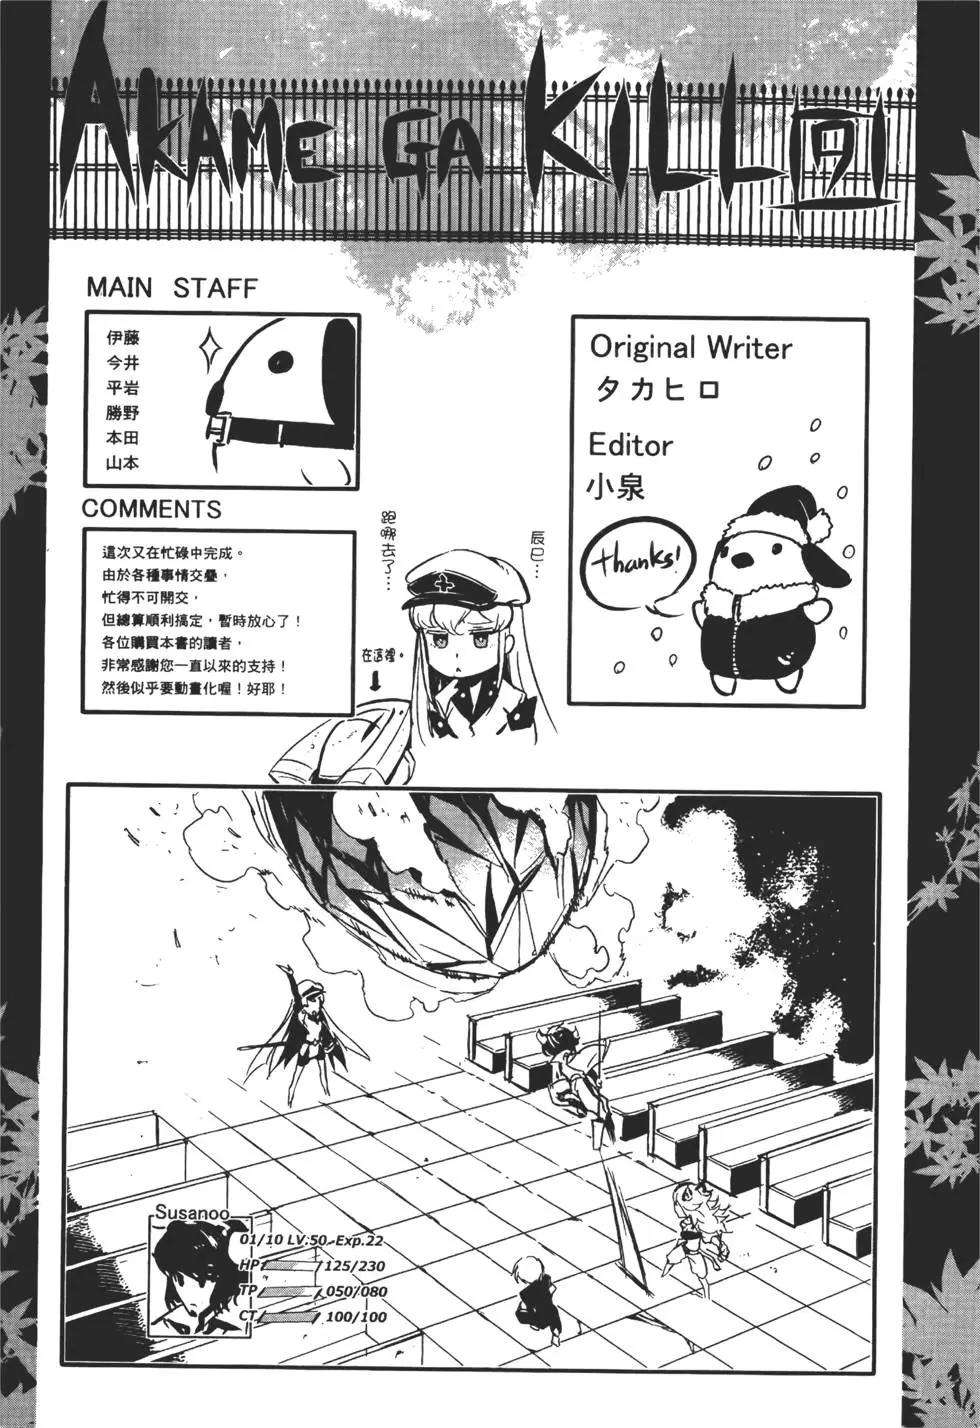 AKAME GA KILL!
MAIN STAFF
伊藤
今井
平岩
勝野
本田
山本
Original Writer
タカヒロ
Editor
小泉
thanks!
COMMENTS
這次又在忙碌中完成。
由於各種事情交疊，
忙得不可開交，
但總算順利搞定，暫時放心了！
各位購買本書的讀者，
非常感謝您一直以來的支持！
然後似乎要動畫化喔！好耶！
辰巳…
跑哪去了…
在這裡。
Susanoo
01/10 LV.50 Exp.22
HP 125/230
TP 050/080
CT 100/100